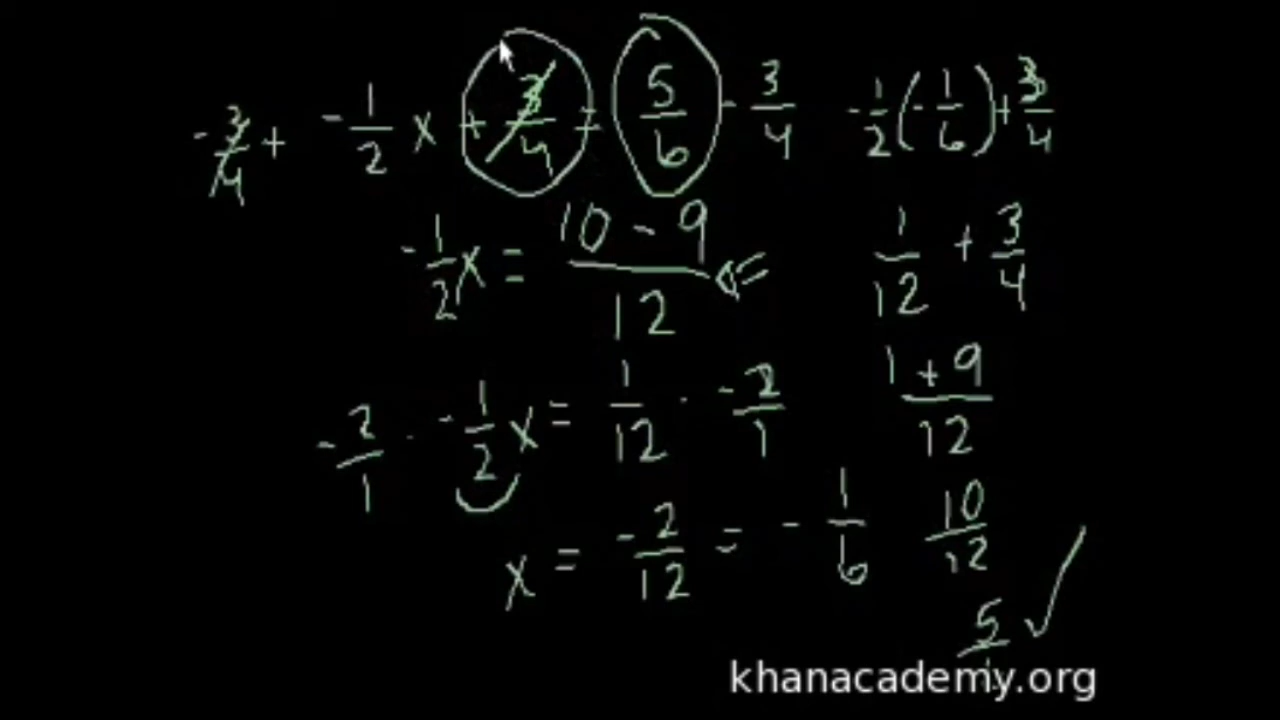 -3/4 + -1/2 x + 3/4 = 5/6 - 3/4
-1/2 x = (10 - 9)/12 ⇐
-2/1 · -1/2 x = 1/12 · -2/1
x = -2/12 = -1/6
-1/2 (-1/6) + 3/4
1/12 + 3/4
(1 + 9)/12
10/12
5 ✓
khanacademy.org